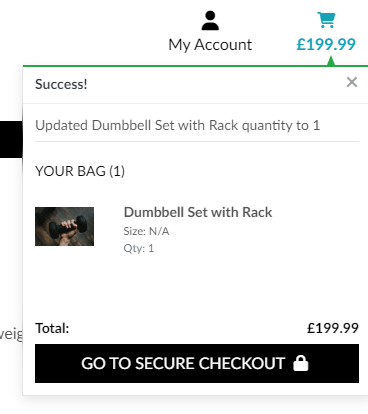 My Account
£199.99
Success!
×
Updated Dumbbell Set with Rack quantity to 1
YOUR BAG (1)
Dumbbell Set with Rack
Size: N/A
Qty: 1
weig
Total: £199.99
GO TO SECURE CHECKOUT